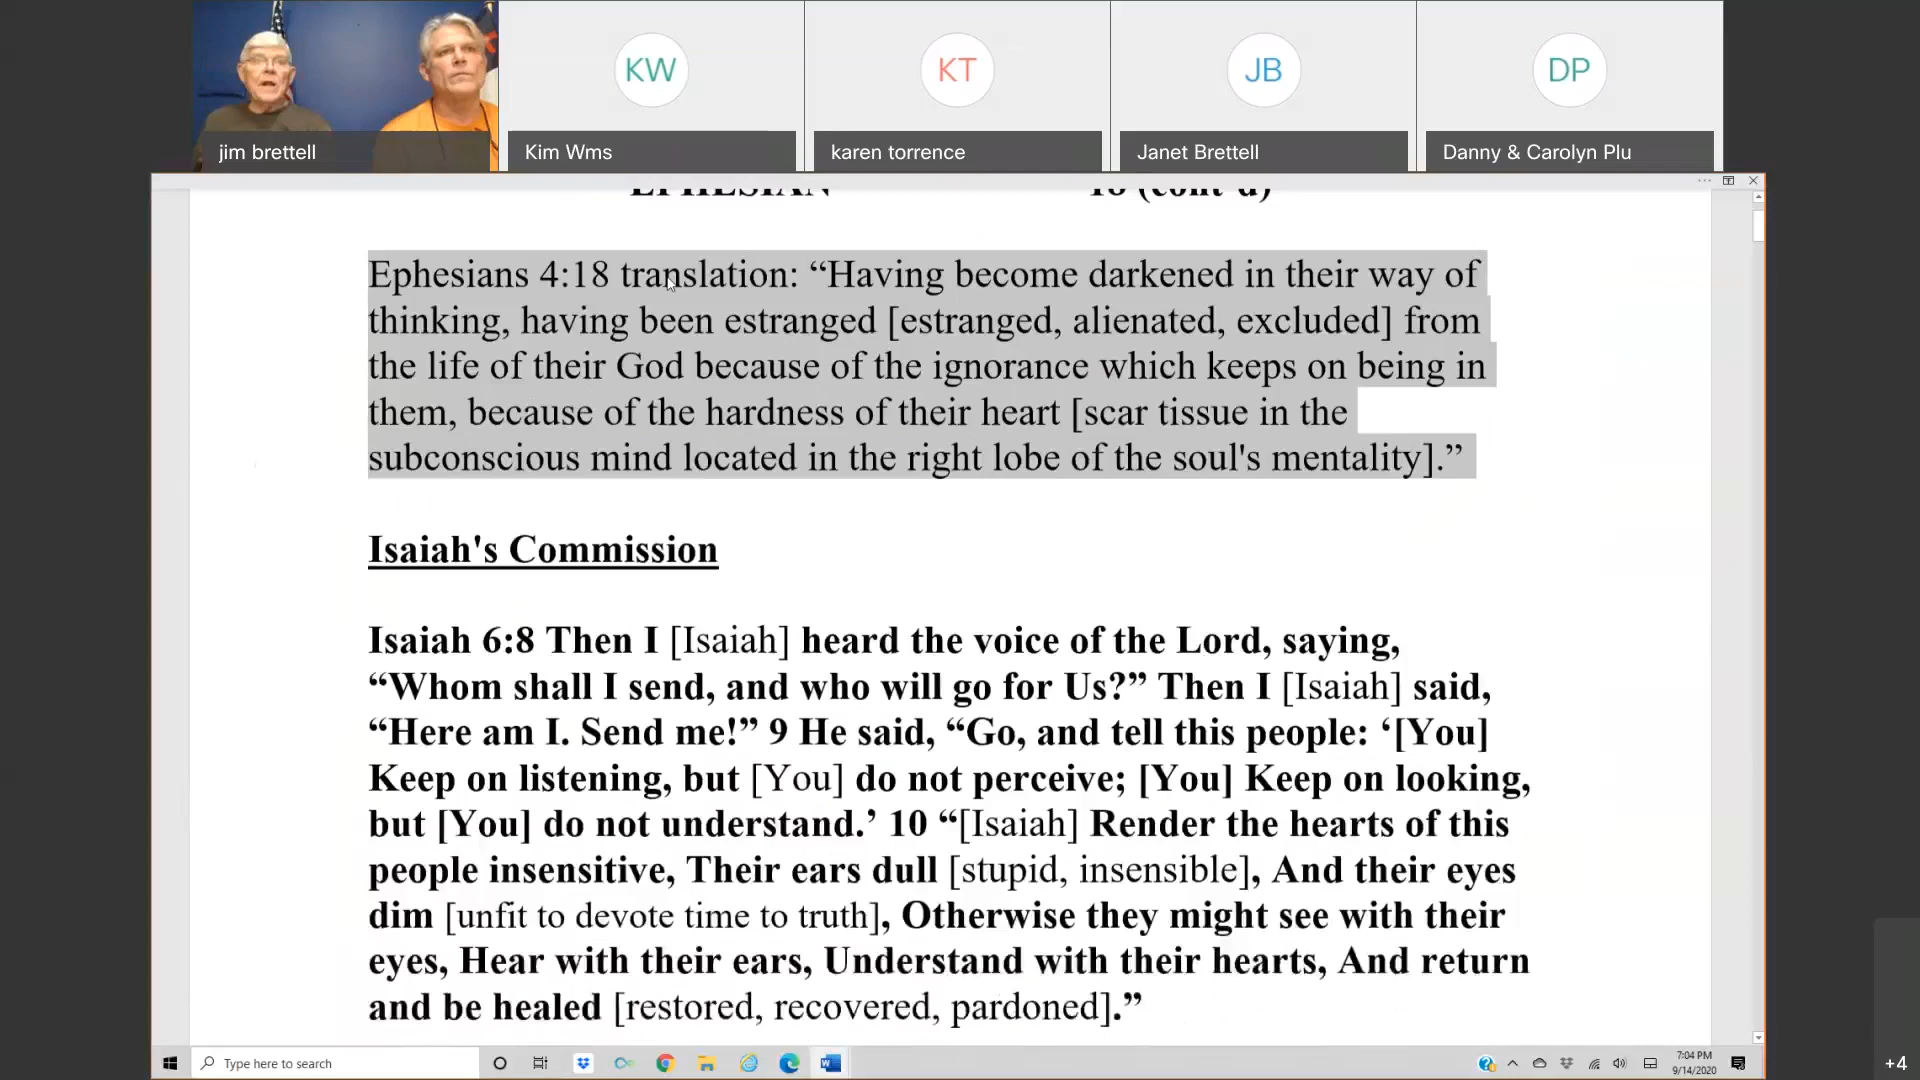 KW
KT
JB
DP
jim brettell
Kim Wms
karen torrence
Janet Brettell
Danny & Carolyn Plu
EPHESIAN 18 (cont'd)
Ephesians 4:18 translation: “Having become darkened in their way of
thinking, having been estranged [estranged, alienated, excluded] from
the life of their God because of the ignorance which keeps on being in
them, because of the hardness of their heart [scar tissue in the
subconscious mind located in the right lobe of the soul's mentality].”
Isaiah's Commission
Isaiah 6:8 Then I [Isaiah] heard the voice of the Lord, saying,
“Whom shall I send, and who will go for Us?” Then I [Isaiah] said,
“Here am I. Send me!” 9 He said, “Go, and tell this people: ‘[You]
Keep on listening, but [You] do not perceive; [You] Keep on looking,
but [You] do not understand.’ 10 “[Isaiah] Render the hearts of this
people insensitive, Their ears dull [stupid, insensible], And their eyes
dim [unfit to devote time to truth], Otherwise they might see with their
eyes, Hear with their ears, Understand with their hearts, And return
and be healed [restored, recovered, pardoned].”
Type here to search
7:04 PM
9/14/2020
+4